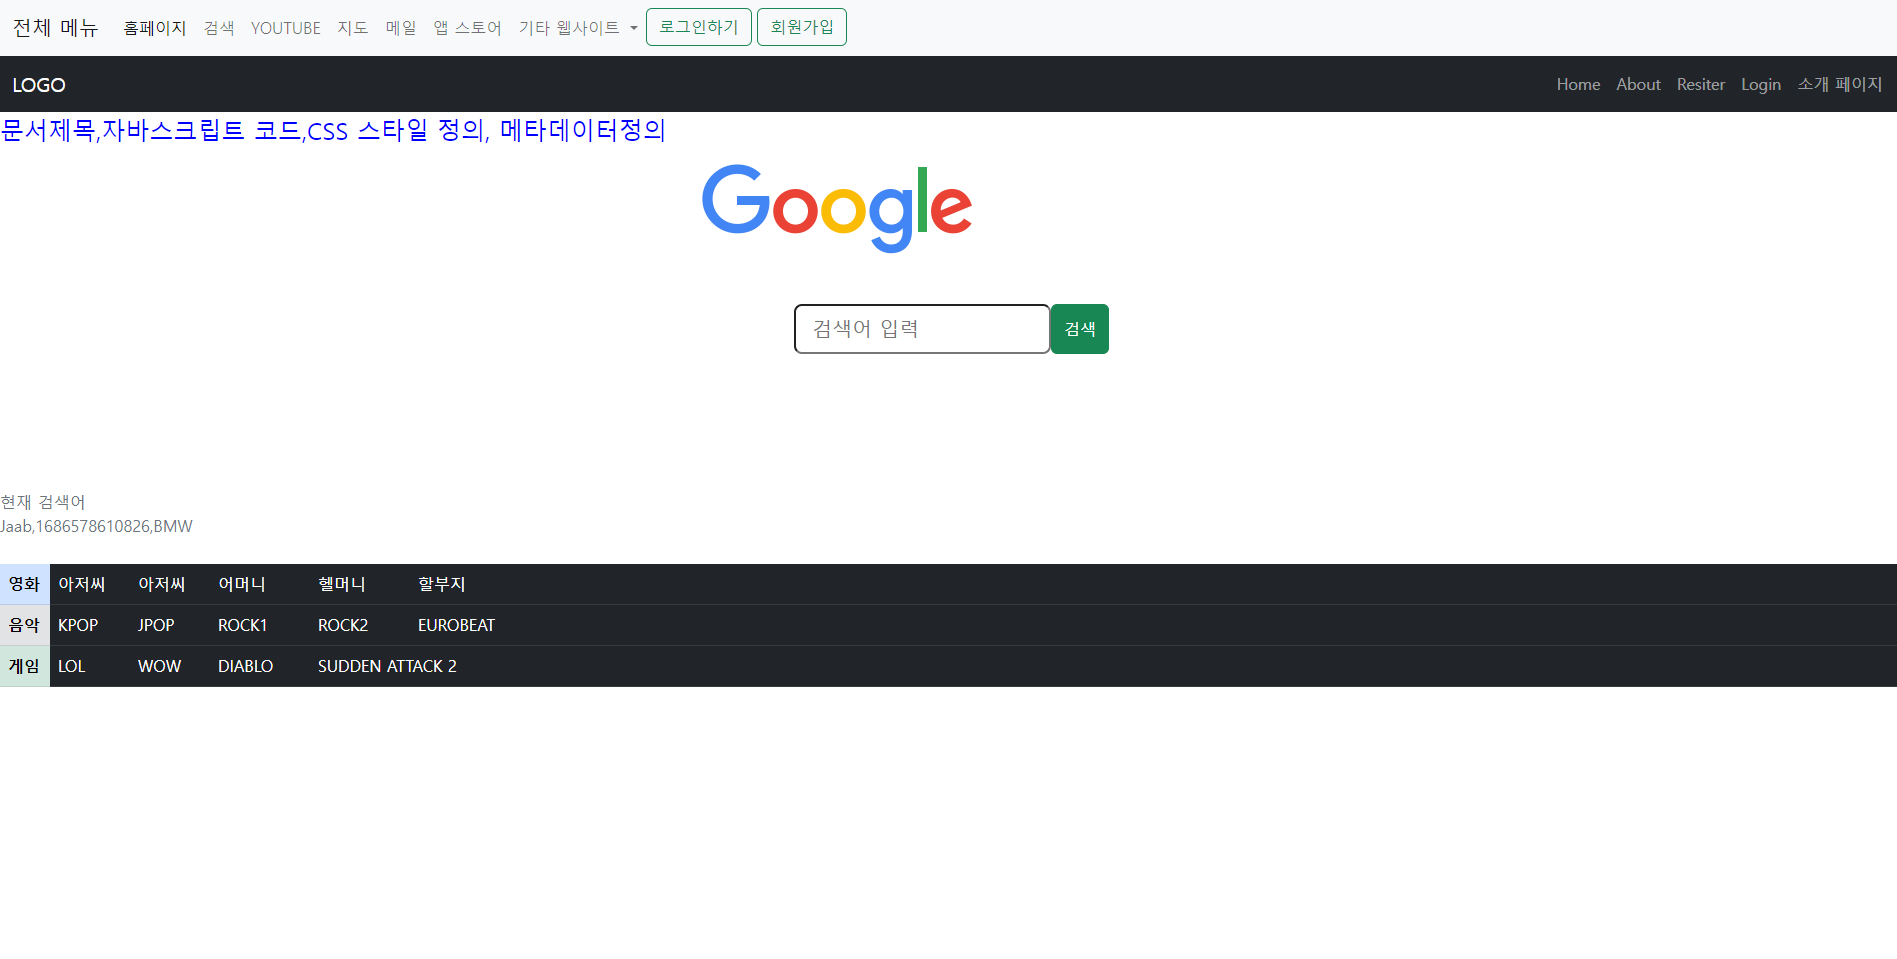 전체 메뉴 홈페이지 검색 YOUTUBE 지도 메일 앱 스토어 기타 웹사이트 로그인하기 회원가입
LOGO Home About Resiter Login 소개 페이지
문서제목,자바스크립트 코드,CSS 스타일 정의, 메타데이터정의
Google
검색어 입력 검색
현재 검색어
Jaab,1686578610826,BMW
영화 아저씨 아저씨 어머니 헬머니 할부지
음악 KPOP JPOP ROCK1 ROCK2 EUROBEAT
게임 LOL WOW DIABLO SUDDEN ATTACK 2